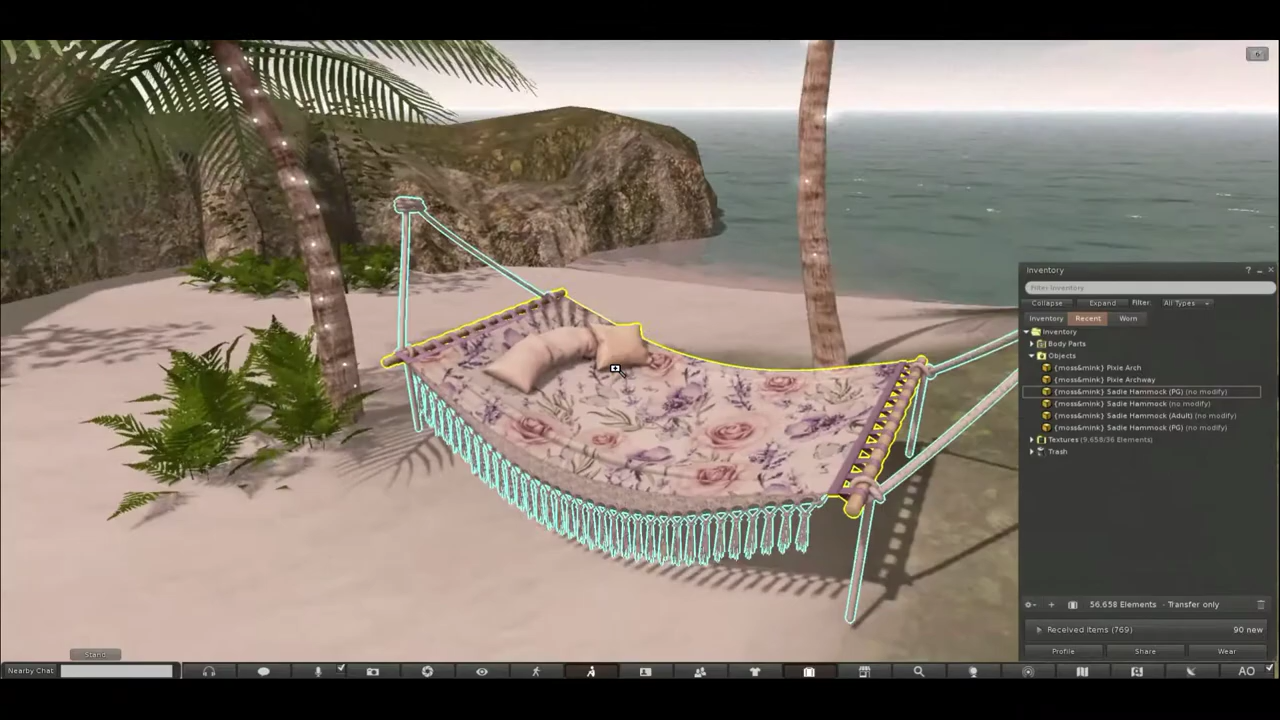 Inventory ?
Filter Inventory
Collapse Expand Filter: All Types
Inventory Recent Worn
Inventory
Body Parts
Objects
{moss&mink} Pixie Arch
{moss&mink} Pixie Archway
{moss&mink} Sadie Hammock (PG) (no modify)
{moss&mink} Sadie Hammock (no modify)
{moss&mink} Sadie Hammock (Adult) (no modify)
{moss&mink} Sadie Hammock (PG) (no modify)
Textures (9.658/36 Elements)
Trash
56.658 Elements - Transfer only
Received Items (769) 90 new
Profile Share Wear
Stand
Nearby Chat
AO